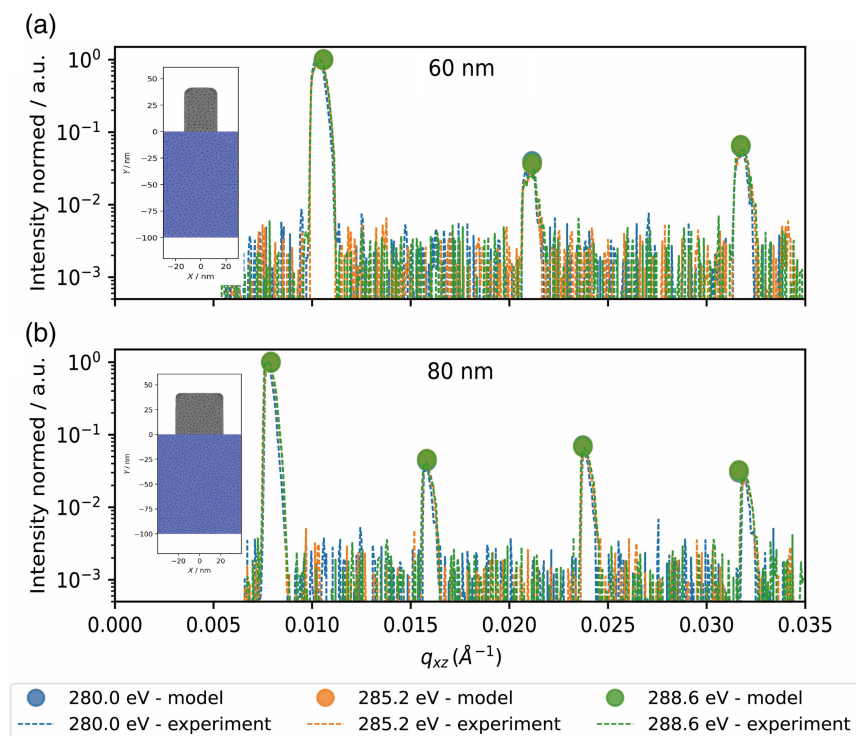 (a)
Intensity normed / a.u.
10⁰
10⁻¹
10⁻²
10⁻³
60 nm
Y / nm
50
25
0
−25
−50
−75
−100
−20 0 20
X / nm
(b)
Intensity normed / a.u.
10⁰
10⁻¹
10⁻²
10⁻³
80 nm
Y / nm
50
25
0
−25
−50
−75
−100
−20 0 20
X / nm
0.000 0.005 0.010 0.015 0.020 0.025 0.030 0.035
qxz (Å⁻¹)
280.0 eV - model 285.2 eV - model 288.6 eV - model
280.0 eV - experiment 285.2 eV - experiment 288.6 eV - experiment